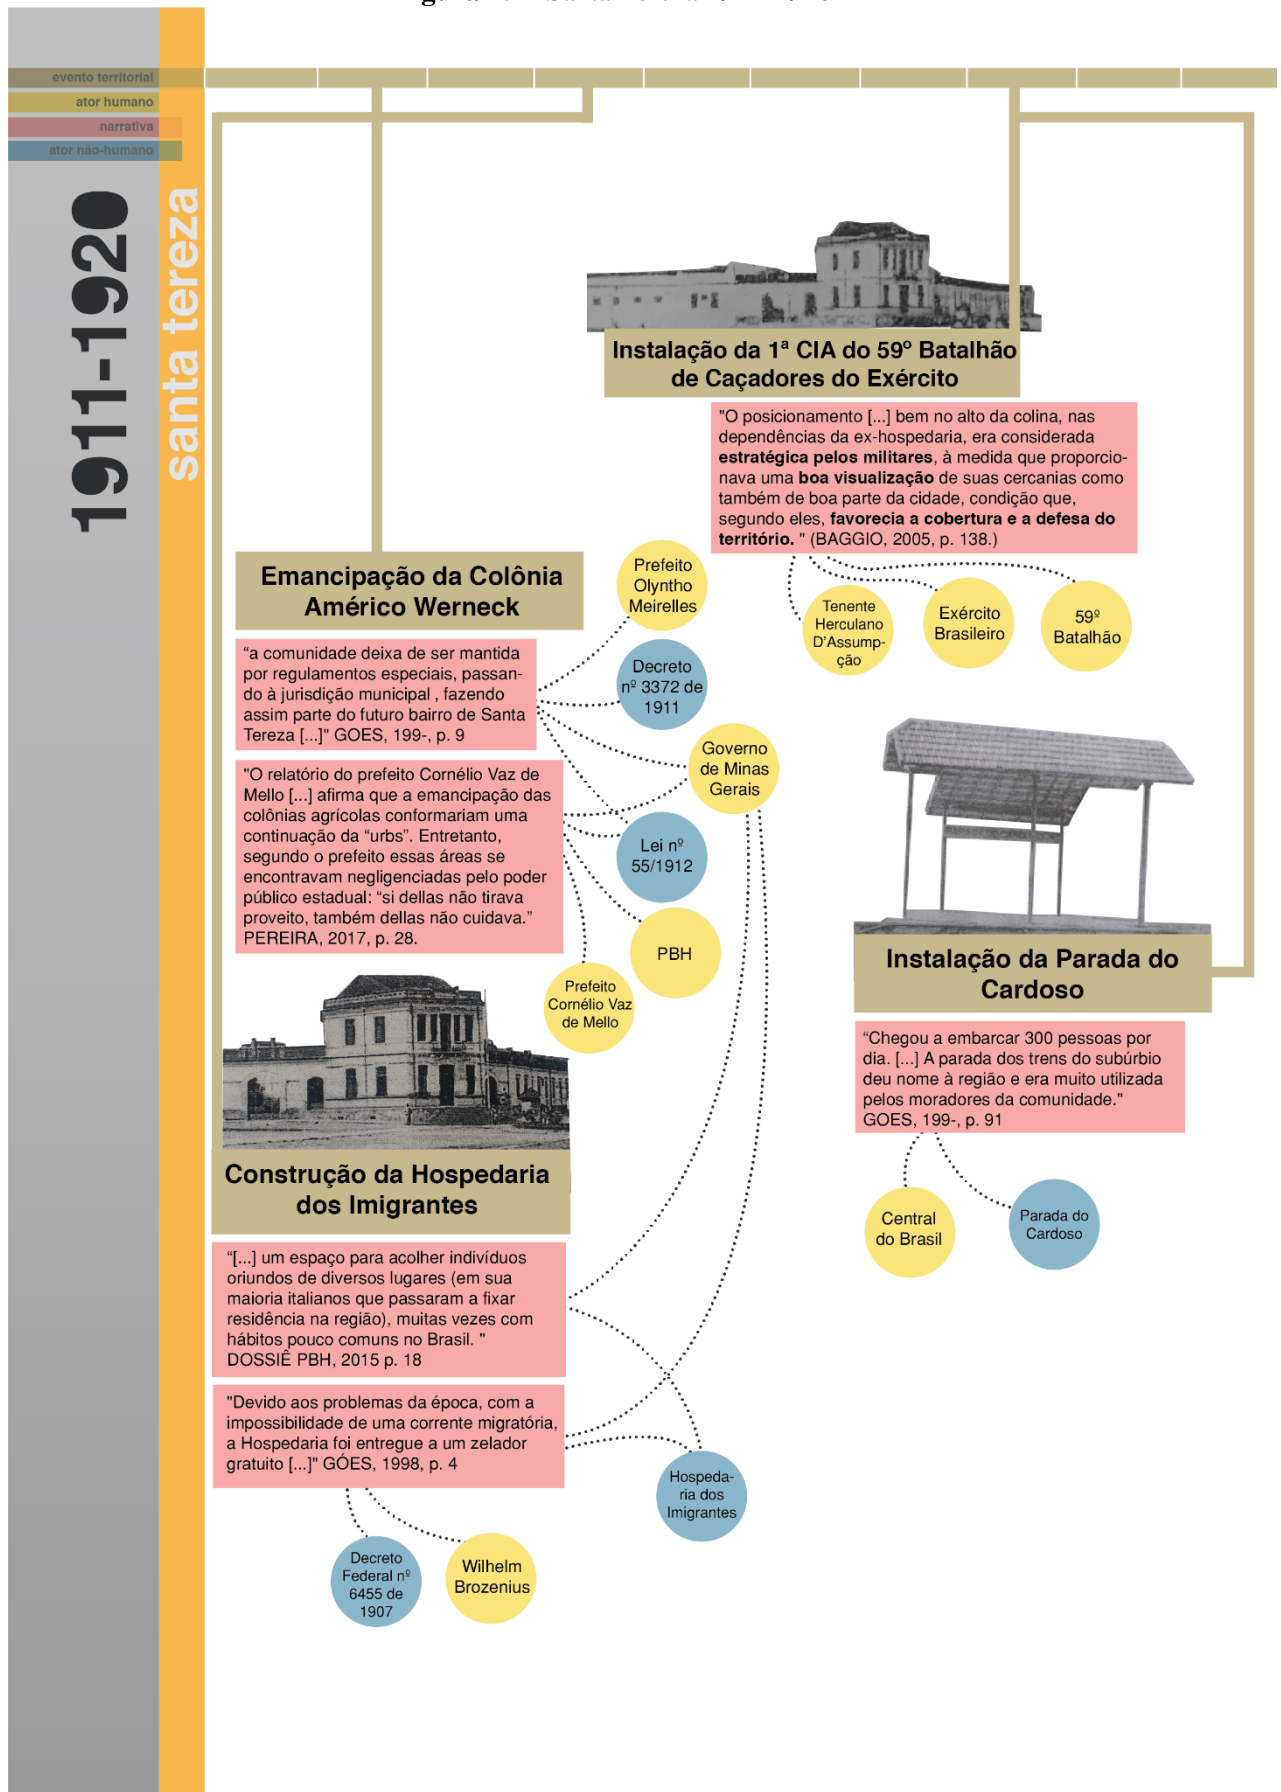 evento territorial
ator humano
narrativa
ator não-humano
1911-1920
santa tereza
Instalação da 1ª CIA do 59º Batalhão
de Caçadores do Exército
"O posicionamento [...] bem no alto da colina, nas
dependências da ex-hospedaria, era considerada
estratégica pelos militares, à medida que proporcio-
nava uma boa visualização de suas cercanias como
também de boa parte da cidade, condição que,
segundo eles, favorecia a cobertura e a defesa do
território. " (BAGGIO, 2005, p. 138.)
Tenente
Herculano
D'Assump-
ção
Exército
Brasileiro
59º
Batalhão
Emancipação da Colônia
Américo Werneck
“a comunidade deixa de ser mantida
por regulamentos especiais, passan-
do à jurisdição municipal , fazendo
assim parte do futuro bairro de Santa
Tereza [...]" GOES, 199-, p. 9
"O relatório do prefeito Cornélio Vaz de
Mello [...] afirma que a emancipação das
colônias agrícolas conformariam uma
continuação da “urbs”. Entretanto,
segundo o prefeito essas áreas se
encontravam negligenciadas pelo poder
público estadual: “si dellas não tirava
proveito, também dellas não cuidava.”
PEREIRA, 2017, p. 28.
Prefeito
Olyntho
Meirelles
Decreto
nº 3372 de
1911
Governo
de Minas
Gerais
Lei nº
55/1912
PBH
Prefeito
Cornélio Vaz
de Mello
Instalação da Parada do
Cardoso
“Chegou a embarcar 300 pessoas por
dia. [...] A parada dos trens do subúrbio
deu nome à região e era muito utilizada
pelos moradores da comunidade."
GOES, 199-, p. 91
Central
do Brasil
Parada do
Cardoso
Construção da Hospedaria
dos Imigrantes
“[...] um espaço para acolher indivíduos
oriundos de diversos lugares (em sua
maioria italianos que passaram a fixar
residência na região), muitas vezes com
hábitos pouco comuns no Brasil. "
DOSSIÊ PBH, 2015 p. 18
"Devido aos problemas da época, com a
impossibilidade de uma corrente migratória,
a Hospedaria foi entregue a um zelador
gratuito [...]" GÓES, 1998, p. 4
Hospeda-
ria dos
Imigrantes
Decreto
Federal nº
6455 de
1907
Wilhelm
Brozenius